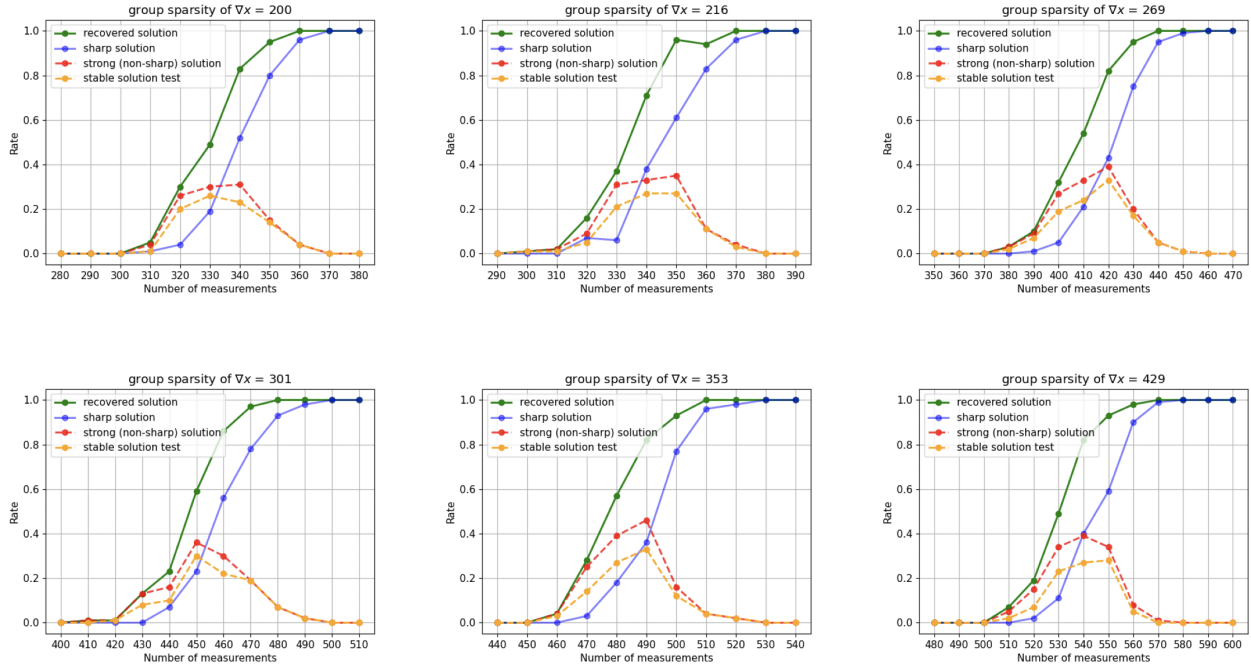 group sparsity of ∇x = 200
1.0
0.8
0.6
0.4
0.2
0.0
Rate
recovered solution
sharp solution
strong (non-sharp) solution
stable solution test
280 290 300 310 320 330 340 350 360 370 380
Number of measurements
group sparsity of ∇x = 216
1.0
0.8
0.6
0.4
0.2
0.0
Rate
recovered solution
sharp solution
strong (non-sharp) solution
stable solution test
290 300 310 320 330 340 350 360 370 380 390
Number of measurements
group sparsity of ∇x = 269
1.0
0.8
0.6
0.4
0.2
0.0
Rate
recovered solution
sharp solution
strong (non-sharp) solution
stable solution test
350 360 370 380 390 400 410 420 430 440 450 460 470
Number of measurements
group sparsity of ∇x = 301
1.0
0.8
0.6
0.4
0.2
0.0
Rate
recovered solution
sharp solution
strong (non-sharp) solution
stable solution test
400 410 420 430 440 450 460 470 480 490 500 510
Number of measurements
group sparsity of ∇x = 353
1.0
0.8
0.6
0.4
0.2
0.0
Rate
recovered solution
sharp solution
strong (non-sharp) solution
stable solution test
440 450 460 470 480 490 500 510 520 530 540
Number of measurements
group sparsity of ∇x = 429
1.0
0.8
0.6
0.4
0.2
0.0
Rate
recovered solution
sharp solution
strong (non-sharp) solution
stable solution test
480 490 500 510 520 530 540 550 560 570 580 590 600
Number of measurements